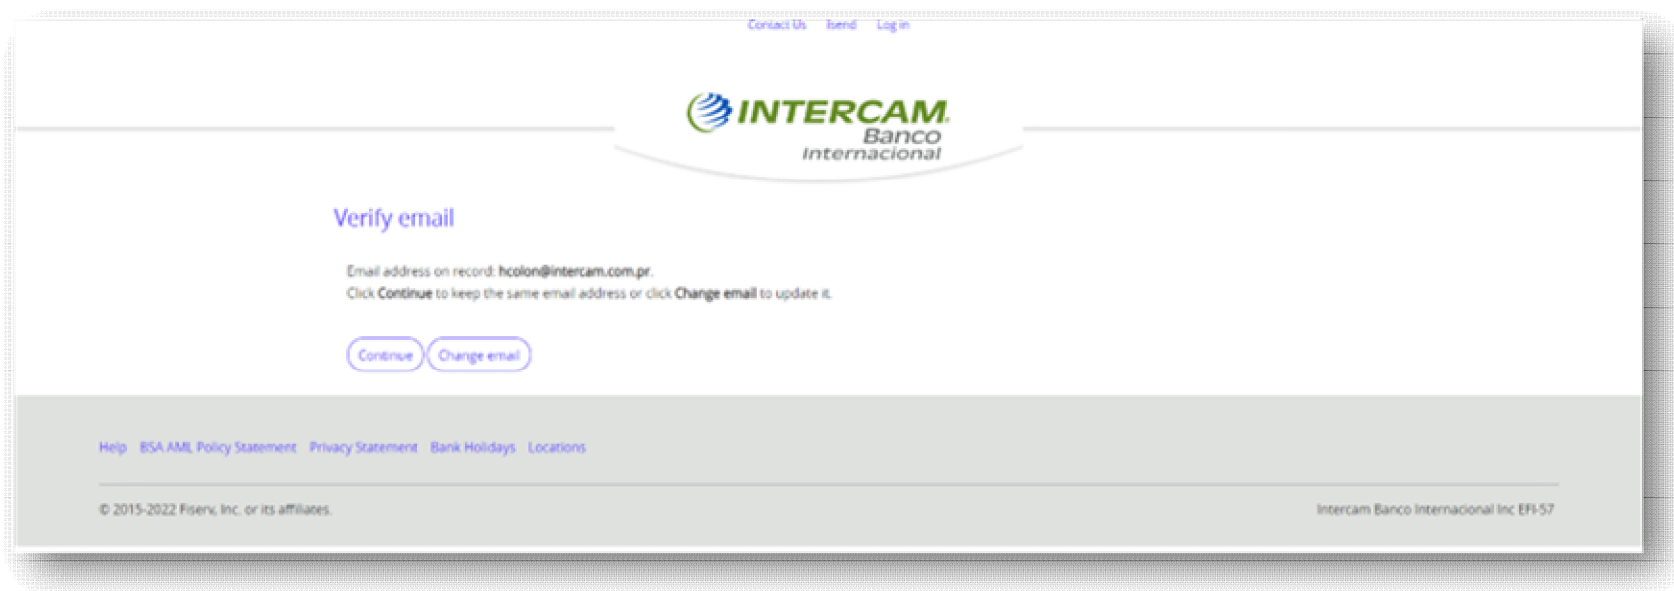 Contact Us Isend Log in
INTERCAM
Banco
Internacional
Verify email
Email address on record: hcolon@intercam.com.pr.
Click Continue to keep the same email address or click Change email to update it.
Continue Change email
Help BSA AML Policy Statement Privacy Statement Bank Holidays Locations
© 2015-2022 Fiserv, Inc. or its affiliates.
Intercam Banco Internacional Inc EFI-57